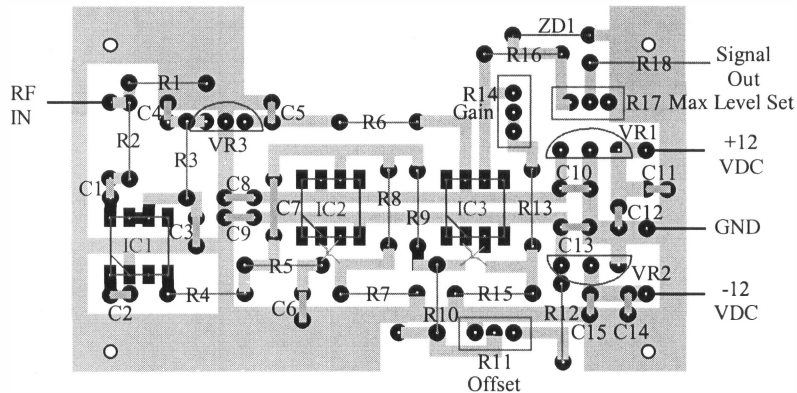 ZD1
R16
Signal
Out
R18
R1
RF
IN
R14
Gain
R17 Max Level Set
C4
C5
R6
VR3
VR1
+12
VDC
R2
R3
C1
C8
C7
IC2
R8
IC3
R13
C10
C11
C9
R9
C12
GND
IC1
C3
C13
R5
VR2
C2
R4
C6
R7
R10
R15
R12
C15
C14
-12
VDC
R11
Offset